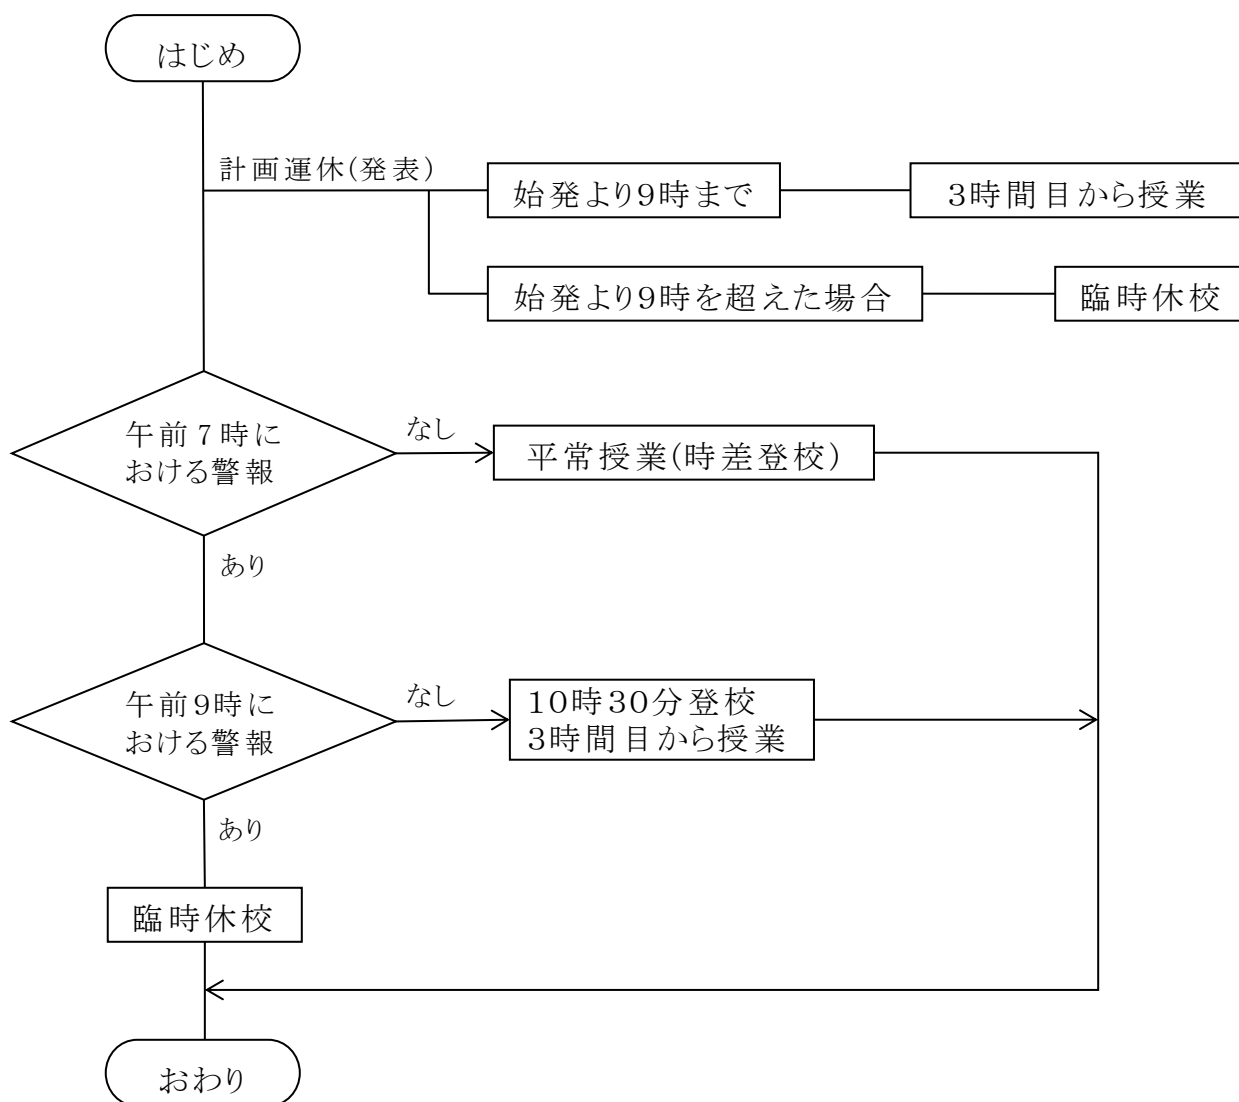 はじめ
計画運休(発表)
始発より9時まで
3時間目から授業
始発より9時を超えた場合
臨時休校
午前7時に
おける警報
なし
平常授業(時差登校)
あり
午前9時に
おける警報
なし
10時30分登校
3時間目から授業
あり
臨時休校
おわり